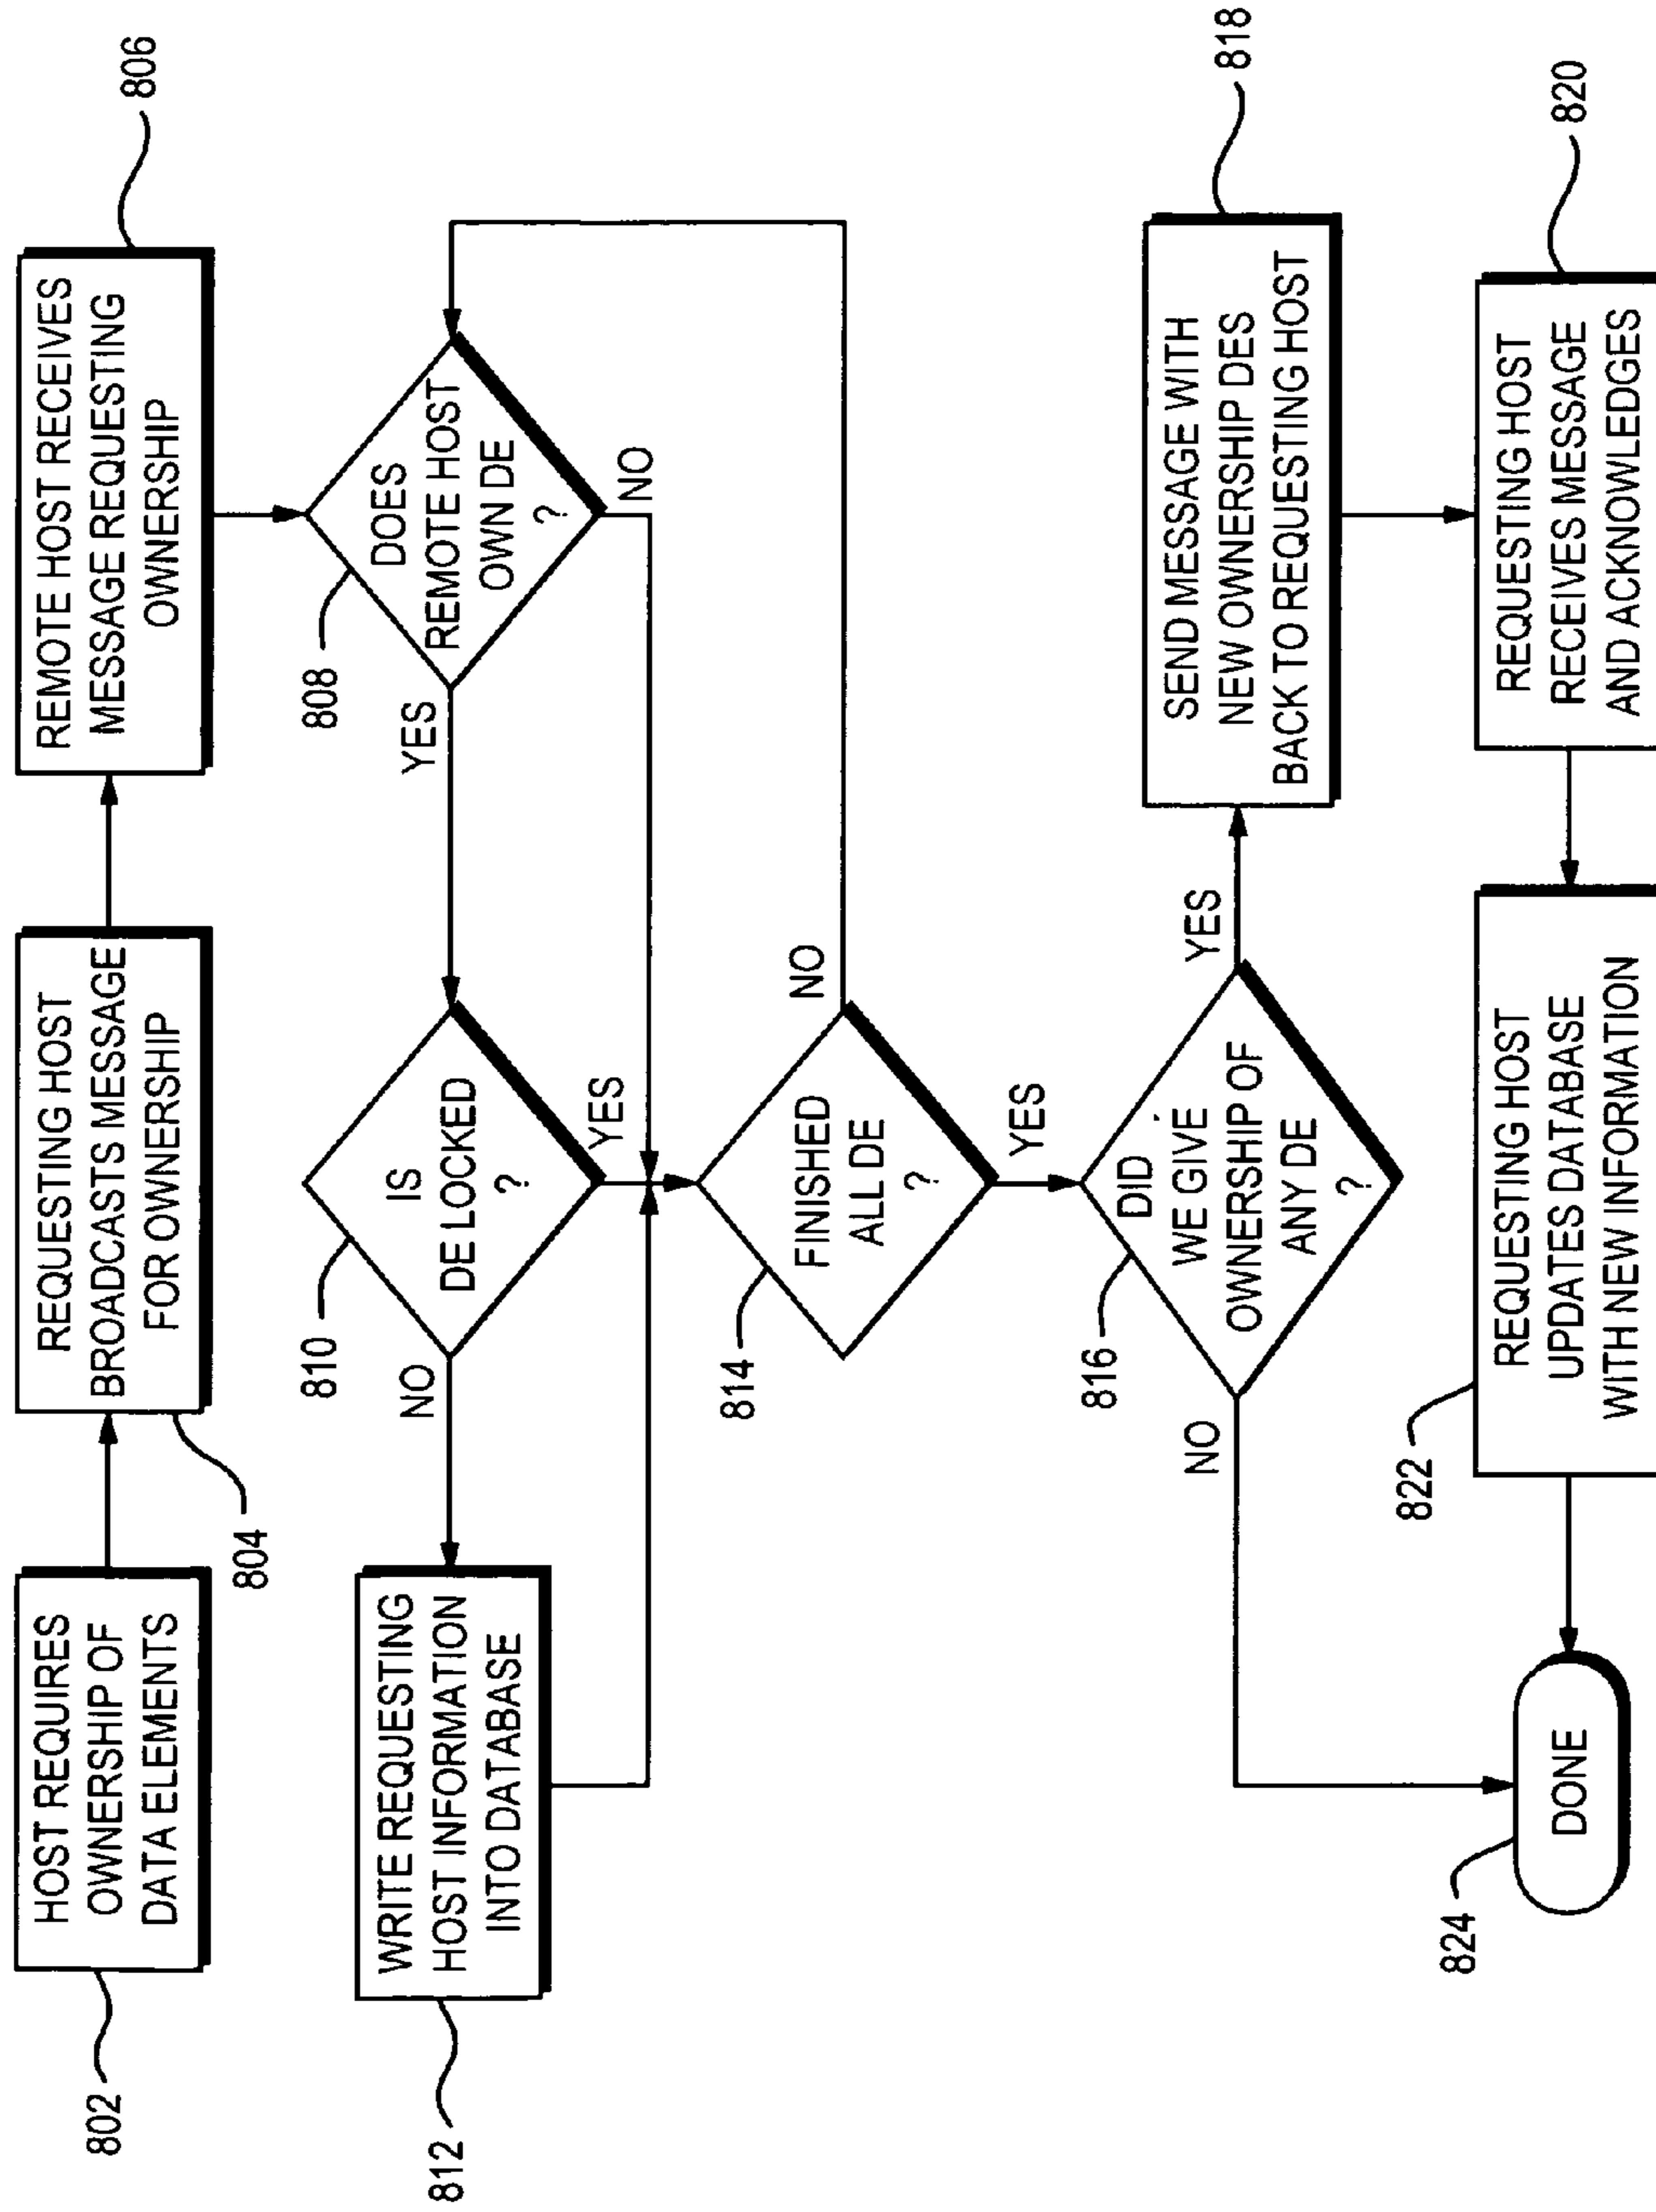 802
HOST REQUIRES
OWNERSHIP OF
DATA ELEMENTS
804
REQUESTING HOST
BROADCASTS MESSAGE
FOR OWNERSHIP
806
REMOTE HOST RECEIVES
MESSAGE REQUESTING
OWNERSHIP
808
DOES
REMOTE HOST
OWN DE
?
YES
NO
810
IS
DE LOCKED
?
NO
YES
812
WRITE REQUESTING
HOST INFORMATION
INTO DATABASE
814
FINISHED
ALL DE
?
NO
YES
816
DID
WE GIVE
OWNERSHIP OF
ANY DE
?
NO
YES
818
SEND MESSAGE WITH
NEW OWNERSHIP DES
BACK TO REQUESTING HOST
820
REQUESTING HOST
RECEIVES MESSAGE
AND ACKNOWLEDGES
822
REQUESTING HOST
UPDATES DATABASE
WITH NEW INFORMATION
824
DONE